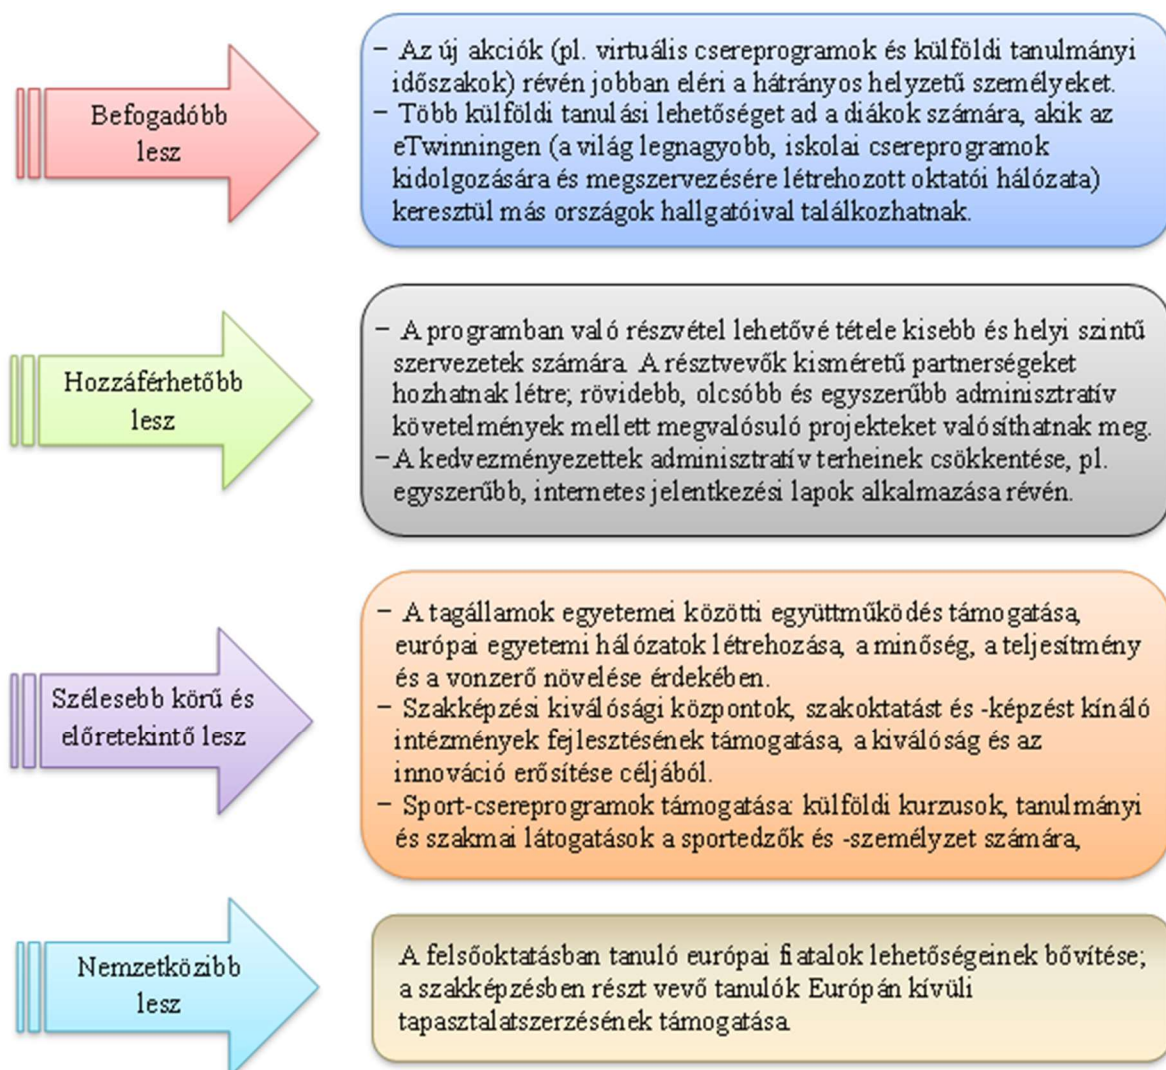 Befogadóbb
lesz
– Az új akciók (pl. virtuális csereprogramok és külföldi tanulmányi
időszakok) révén jobban eléri a hátrányos helyzetű személyeket.
– Több külföldi tanulási lehetőséget ad a diákok számára, akik az
eTwinningen (a világ legnagyobb, iskolai csereprogramok
kidolgozására és megszervezésére létrehozott oktatói hálózata)
keresztül más országok hallgatóival találkozhatnak.
Hozzáférhetőbb
lesz
– A programban való részvétel lehetővé tétele kisebb és helyi szintű
szervezetek számára. A résztvevők kisméretű partnerségeket
hozhatnak létre; rövidebb, olcsóbb és egyszerűbb adminisztratív
követelmények mellett megvalósuló projekteket valósíthatnak meg.
– A kedvezményezettek adminisztratív terheinek csökkentése, pl.
egyszerűbb, internetes jelentkezési lapok alkalmazása révén.
Szélesebb körű és
előretekintő lesz
– A tagállamok egyetemei közötti együttműködés támogatása,
európai egyetemi hálózatok létrehozása, a minőség, a teljesítmény
és a vonzerő növelése érdekében.
– Szakképzési kiválósági központok, szakoktatást és -képzést kínáló
intézmények fejlesztésének támogatása, a kiválóság és az
innováció erősítése céljából.
– Sport-csereprogramok támogatása: külföldi kurzusok, tanulmányi
és szakmai látogatások a sportedzők és -személyzet számára,
Nemzetközibb
lesz
A felsőoktatásban tanuló európai fiatalok lehetőségeinek bővítése;
a szakképzésben részt vevő tanulók Európán kívüli
tapasztalatszerzésének támogatása.